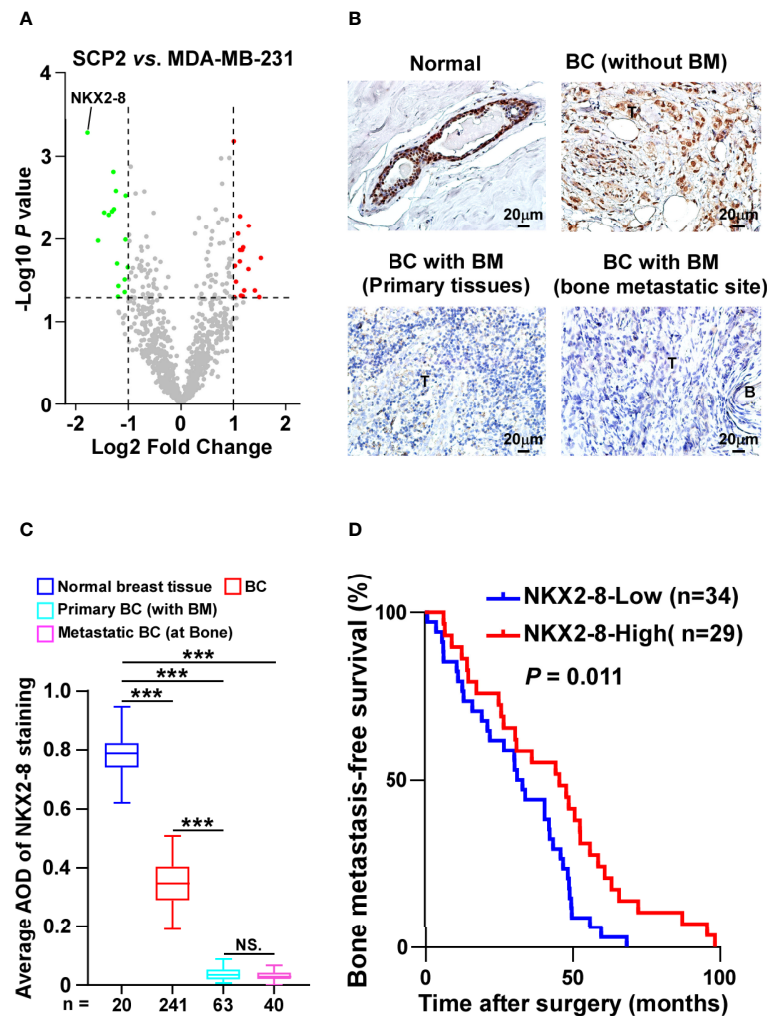 A
SCP2 vs. MDA-MB-231
NKX2-8
4
3
2
1
0
-2
-1
0
1
2
-Log10 P value
Log2 Fold Change
B
Normal
BC (without BM)
20μm
T
20μm
BC with BM
(Primary tissues)
BC with BM
(bone metastatic site)
T
20μm
T
B
20μm
C
Normal breast tissue
BC
Primary BC (with BM)
Metastatic BC (at Bone)
***
***
***
***
NS.
Average AOD of NKX2-8 staining
1.0
0.8
0.6
0.4
0.2
0
n =
20
241
63
40
D
NKX2-8-Low (n=34)
NKX2-8-High( n=29)
P = 0.011
Bone metastasis-free survival (%)
100
50
0
0
50
100
Time after surgery (months)